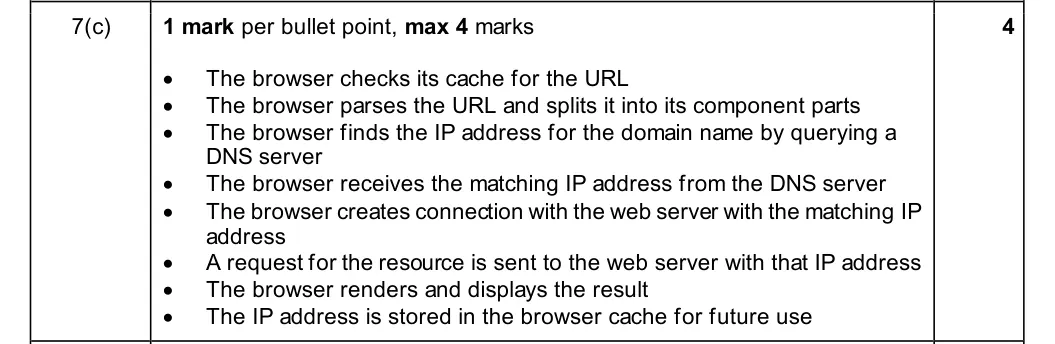 7(c) 1 mark per bullet point, max 4 marks 4
• The browser checks its cache for the URL
• The browser parses the URL and splits it into its component parts
• The browser finds the IP address for the domain name by querying a
DNS server
• The browser receives the matching IP address from the DNS server
• The browser creates connection with the web server with the matching IP
address
• A request for the resource is sent to the web server with that IP address
• The browser renders and displays the result
• The IP address is stored in the browser cache for future use